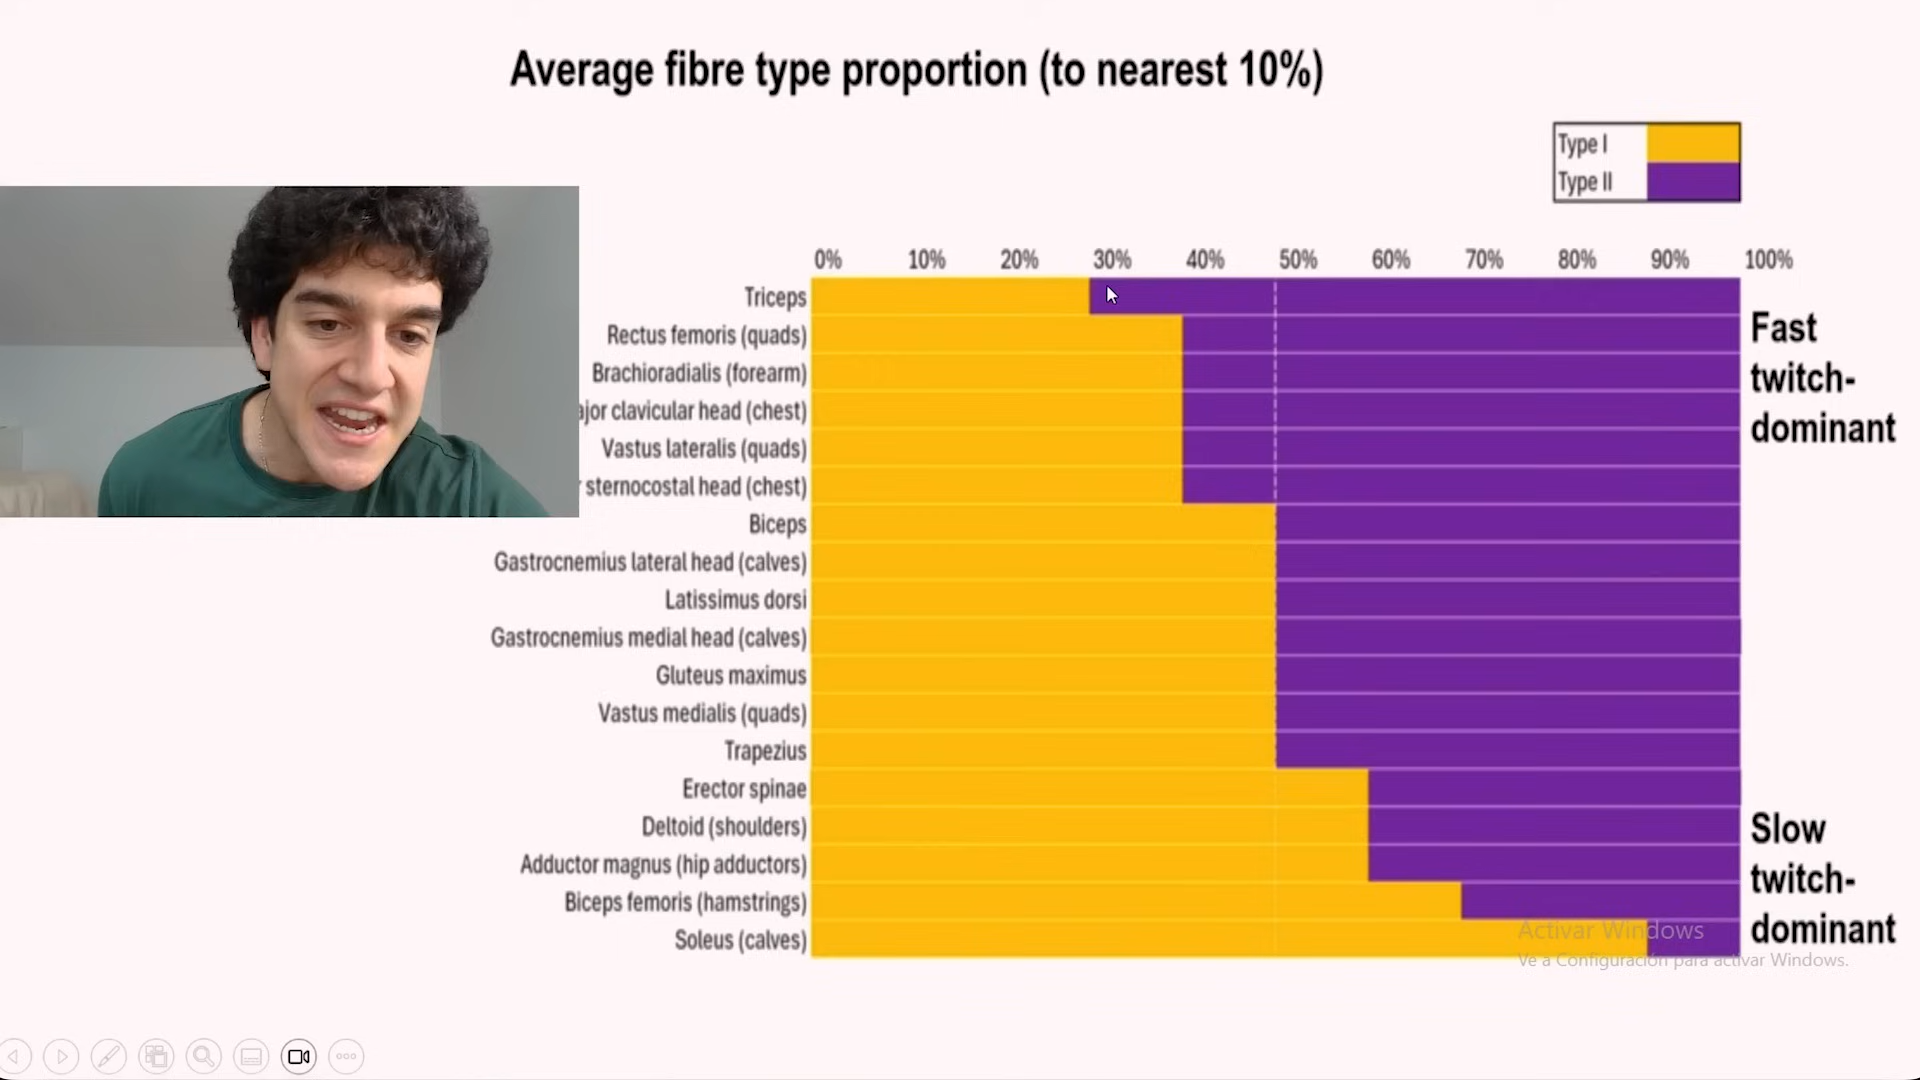 Average fibre type proportion (to nearest 10%)
Type I
Type II
0% 10% 20% 30% 40% 50% 60% 70% 80% 90% 100%
Triceps
Rectus femoris (quads)
Brachioradialis (forearm)
clavicular head (chest)
Vastus lateralis (quads)
sternocostal head (chest)
Biceps
Gastrocnemius lateral head (calves)
Latissimus dorsi
Gastrocnemius medial head (calves)
Gluteus maximus
Vastus medialis (quads)
Trapezius
Erector spinae
Deltoid (shoulders)
Adductor magnus (hip adductors)
Biceps femoris (hamstrings)
Soleus (calves)
Fast
twitch-
dominant
Slow
twitch-
dominant
Activar Windows
Ve a Configuración para activar Windows.